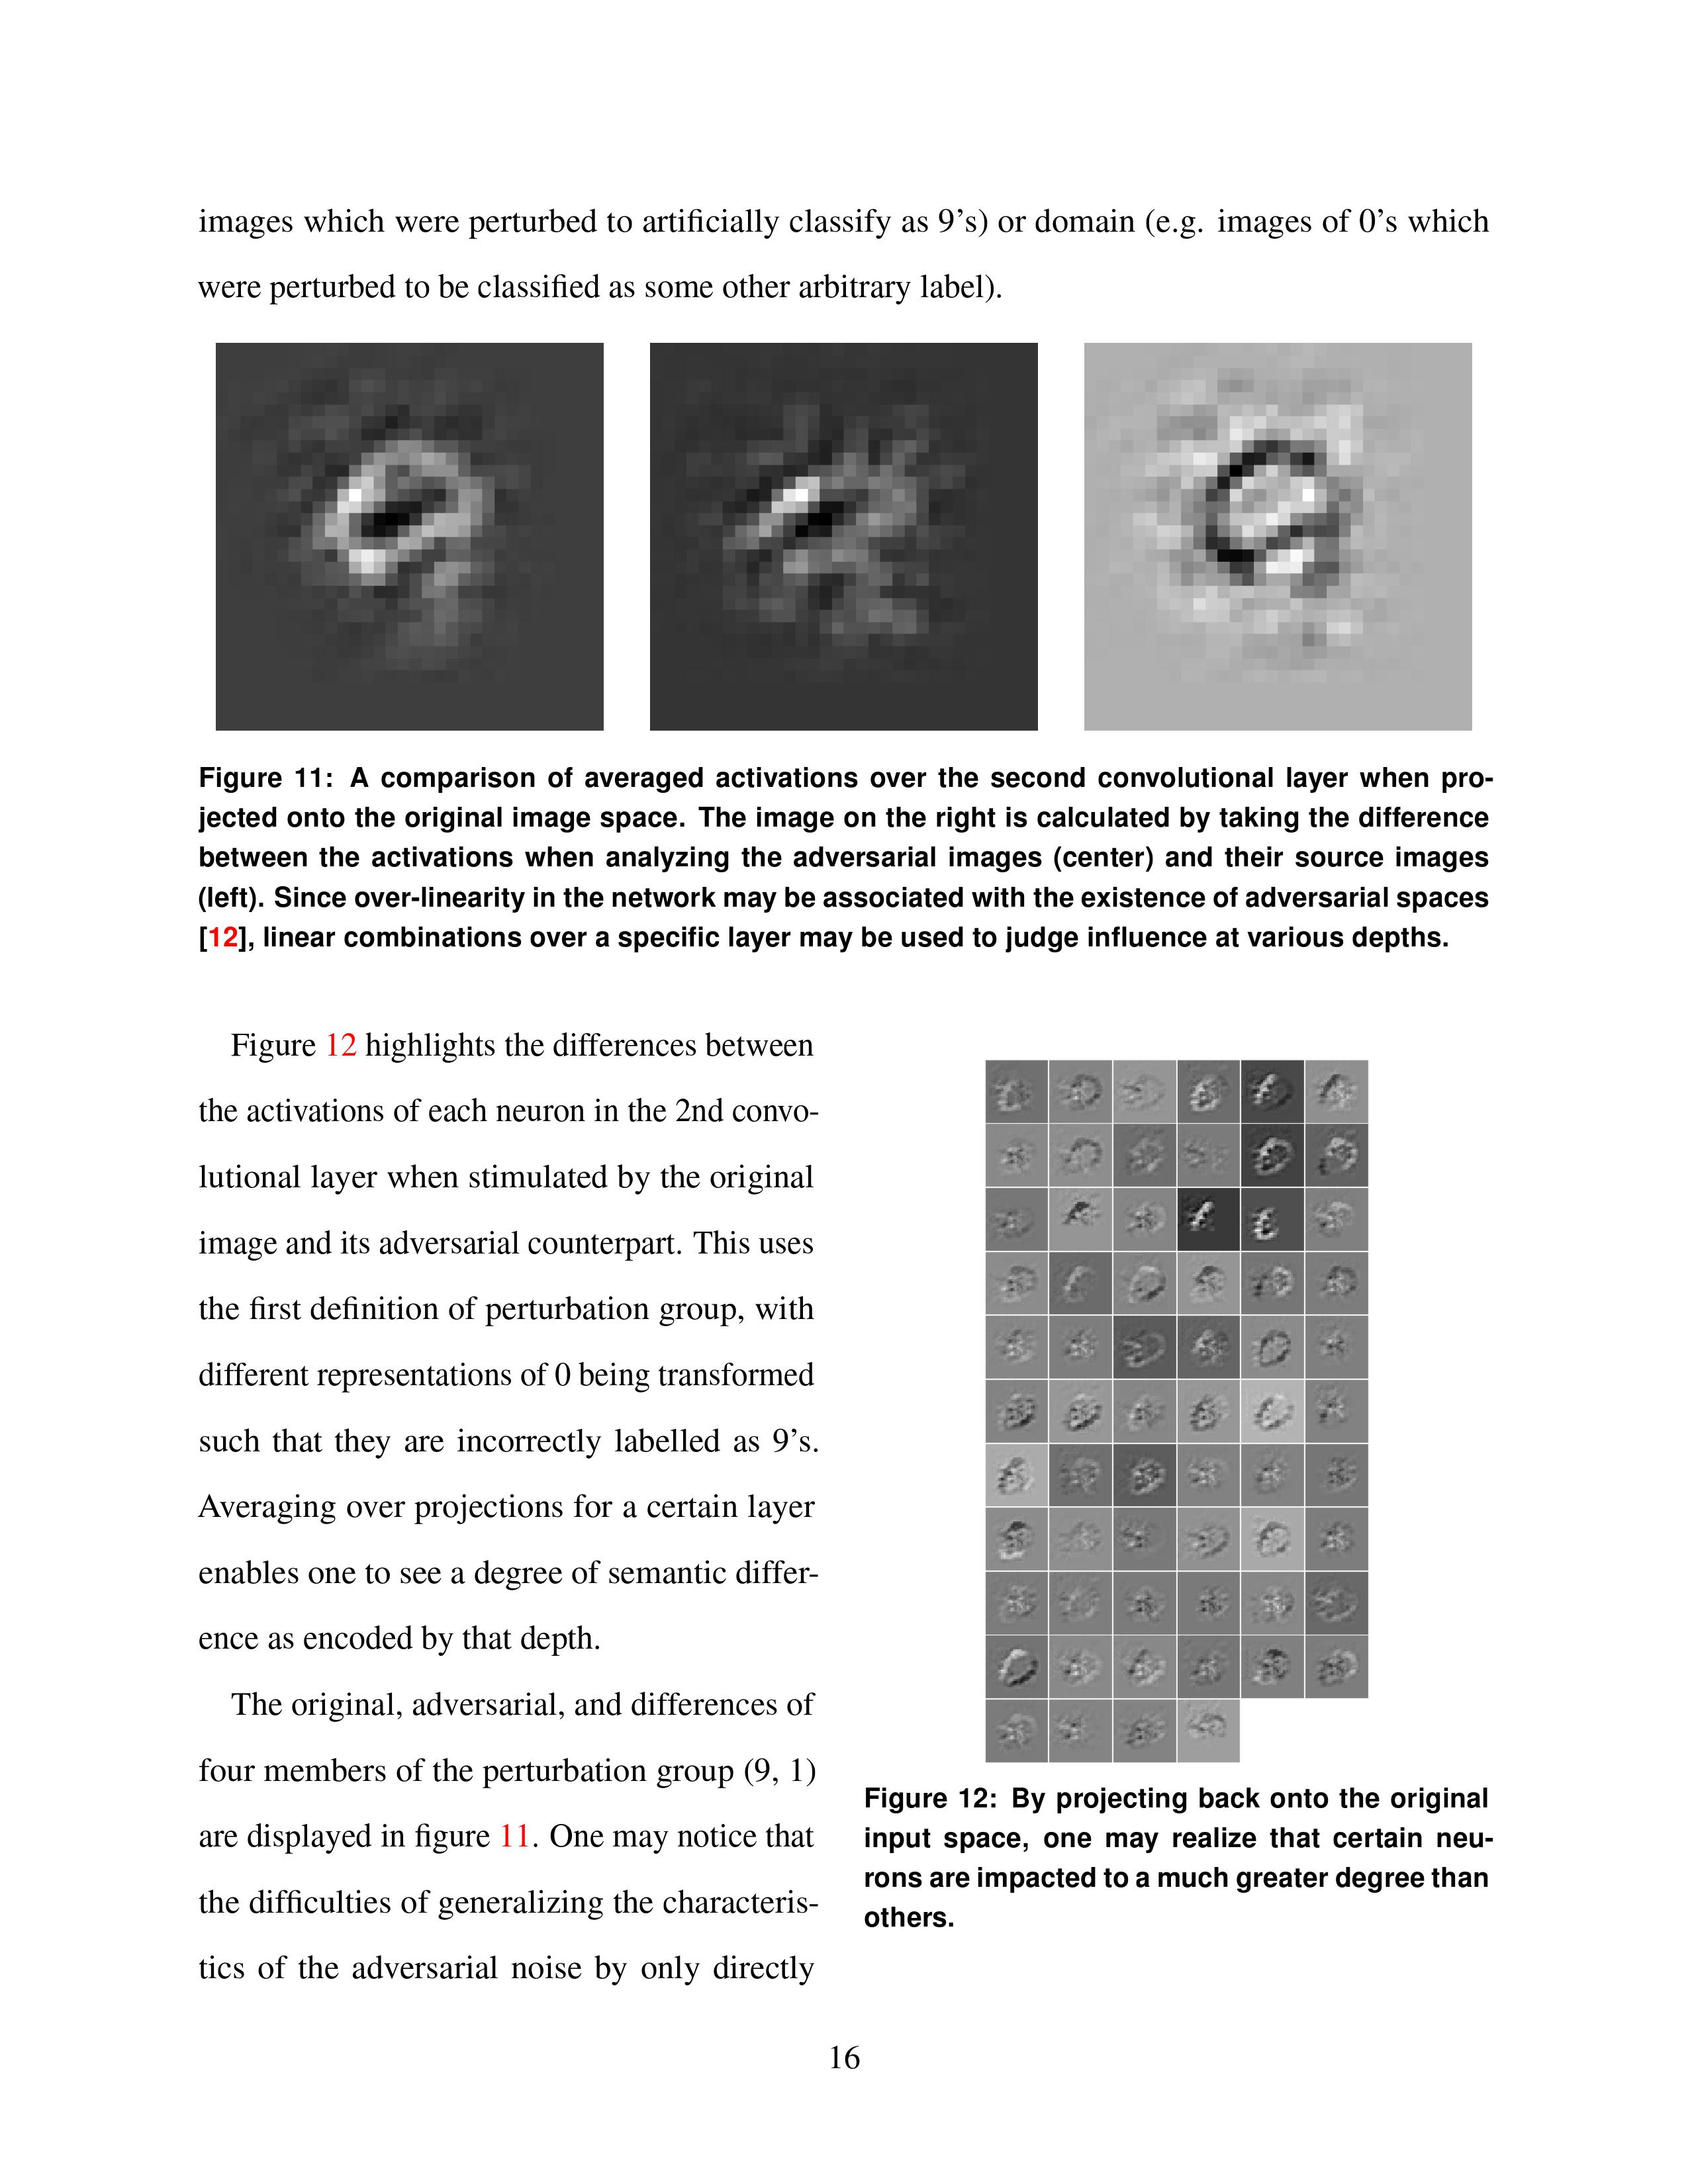 images which were perturbed to artificially classify as 9’s) or domain (e.g. images of 0’s which
were perturbed to be classified as some other arbitrary label).
Figure 11: A comparison of averaged activations over the second convolutional layer when pro-
jected onto the original image space. The image on the right is calculated by taking the difference
between the activations when analyzing the adversarial images (center) and their source images
(left). Since over-linearity in the network may be associated with the existence of adversarial spaces
[12], linear combinations over a specific layer may be used to judge influence at various depths.
Figure 12 highlights the differences between
the activations of each neuron in the 2nd convo-
lutional layer when stimulated by the original
image and its adversarial counterpart. This uses
the first definition of perturbation group, with
different representations of 0 being transformed
such that they are incorrectly labelled as 9’s.
Averaging over projections for a certain layer
enables one to see a degree of semantic differ-
ence as encoded by that depth.
The original, adversarial, and differences of
four members of the perturbation group (9, 1)
are displayed in figure 11. One may notice that
the difficulties of generalizing the characteris-
tics of the adversarial noise by only directly
Figure 12: By projecting back onto the original
input space, one may realize that certain neu-
rons are impacted to a much greater degree than
others.
16